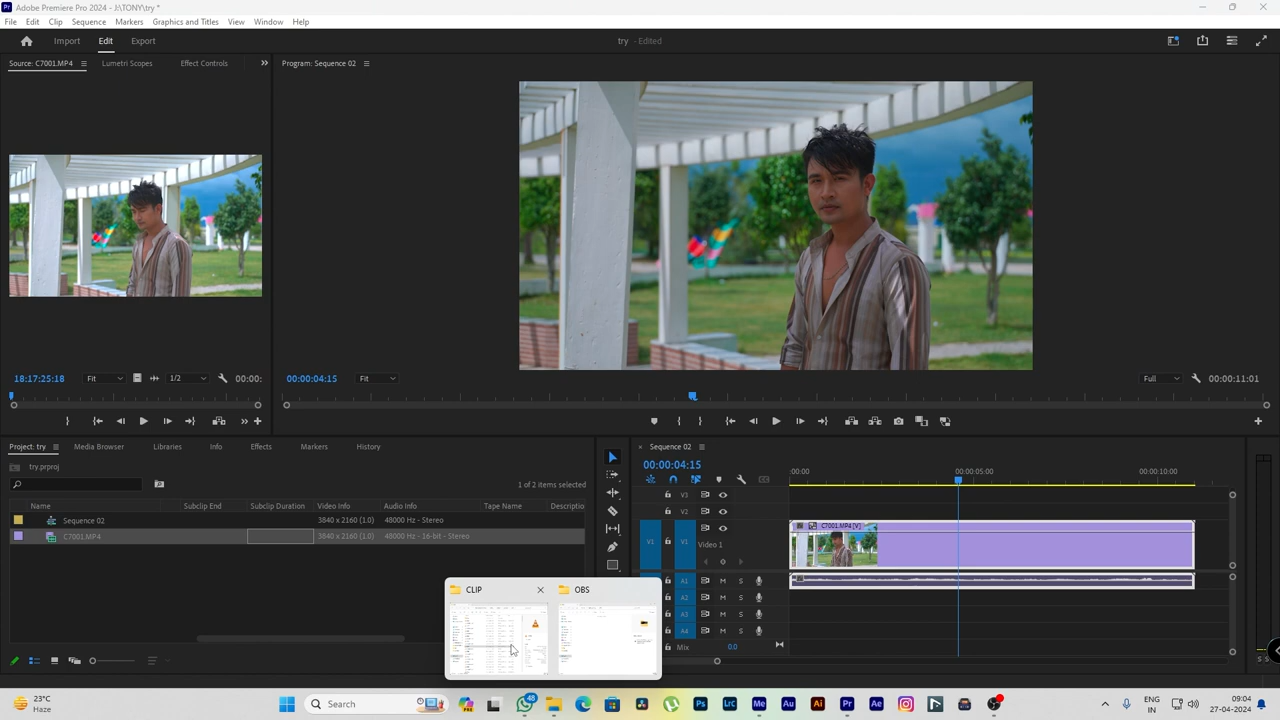 Adobe Premiere Pro 2024 - J:\TONY\try *
File Edit Clip Sequence Markers Graphics and Titles View Window Help
Import Edit Export
try - Edited
Source: C7001.MP4 Lumetri Scopes Effect Controls
Program: Sequence 02
18:17:25:18 Fit 1/2 00:00:
00:00:04:15 Fit Full 00:00:11:01
Project: try Media Browser Libraries Info Effects Markers History
try.prproj
1 of 2 items selected
Name Subclip End Subclip Duration Video Info Audio Info Tape Name Descriptio
Sequence 02 3840 x 2160 (1.0) 48000 Hz - Stereo
C7001.MP4 3840 x 2160 (1.0) 48000 Hz - 16-bit - Stereo
Sequence 02
00:00:04:15
:00:00 00:00:05:00 00:00:10:00
V3
V2
V1 V1 Video 1
C7001.MP4 [V]
A1 M S
A2 M S
A3 M S
A4 M S
Mix 0.0
CLIP OBS
23°C
Haze
Search
48
ENG
IN
09:04
27-04-2024